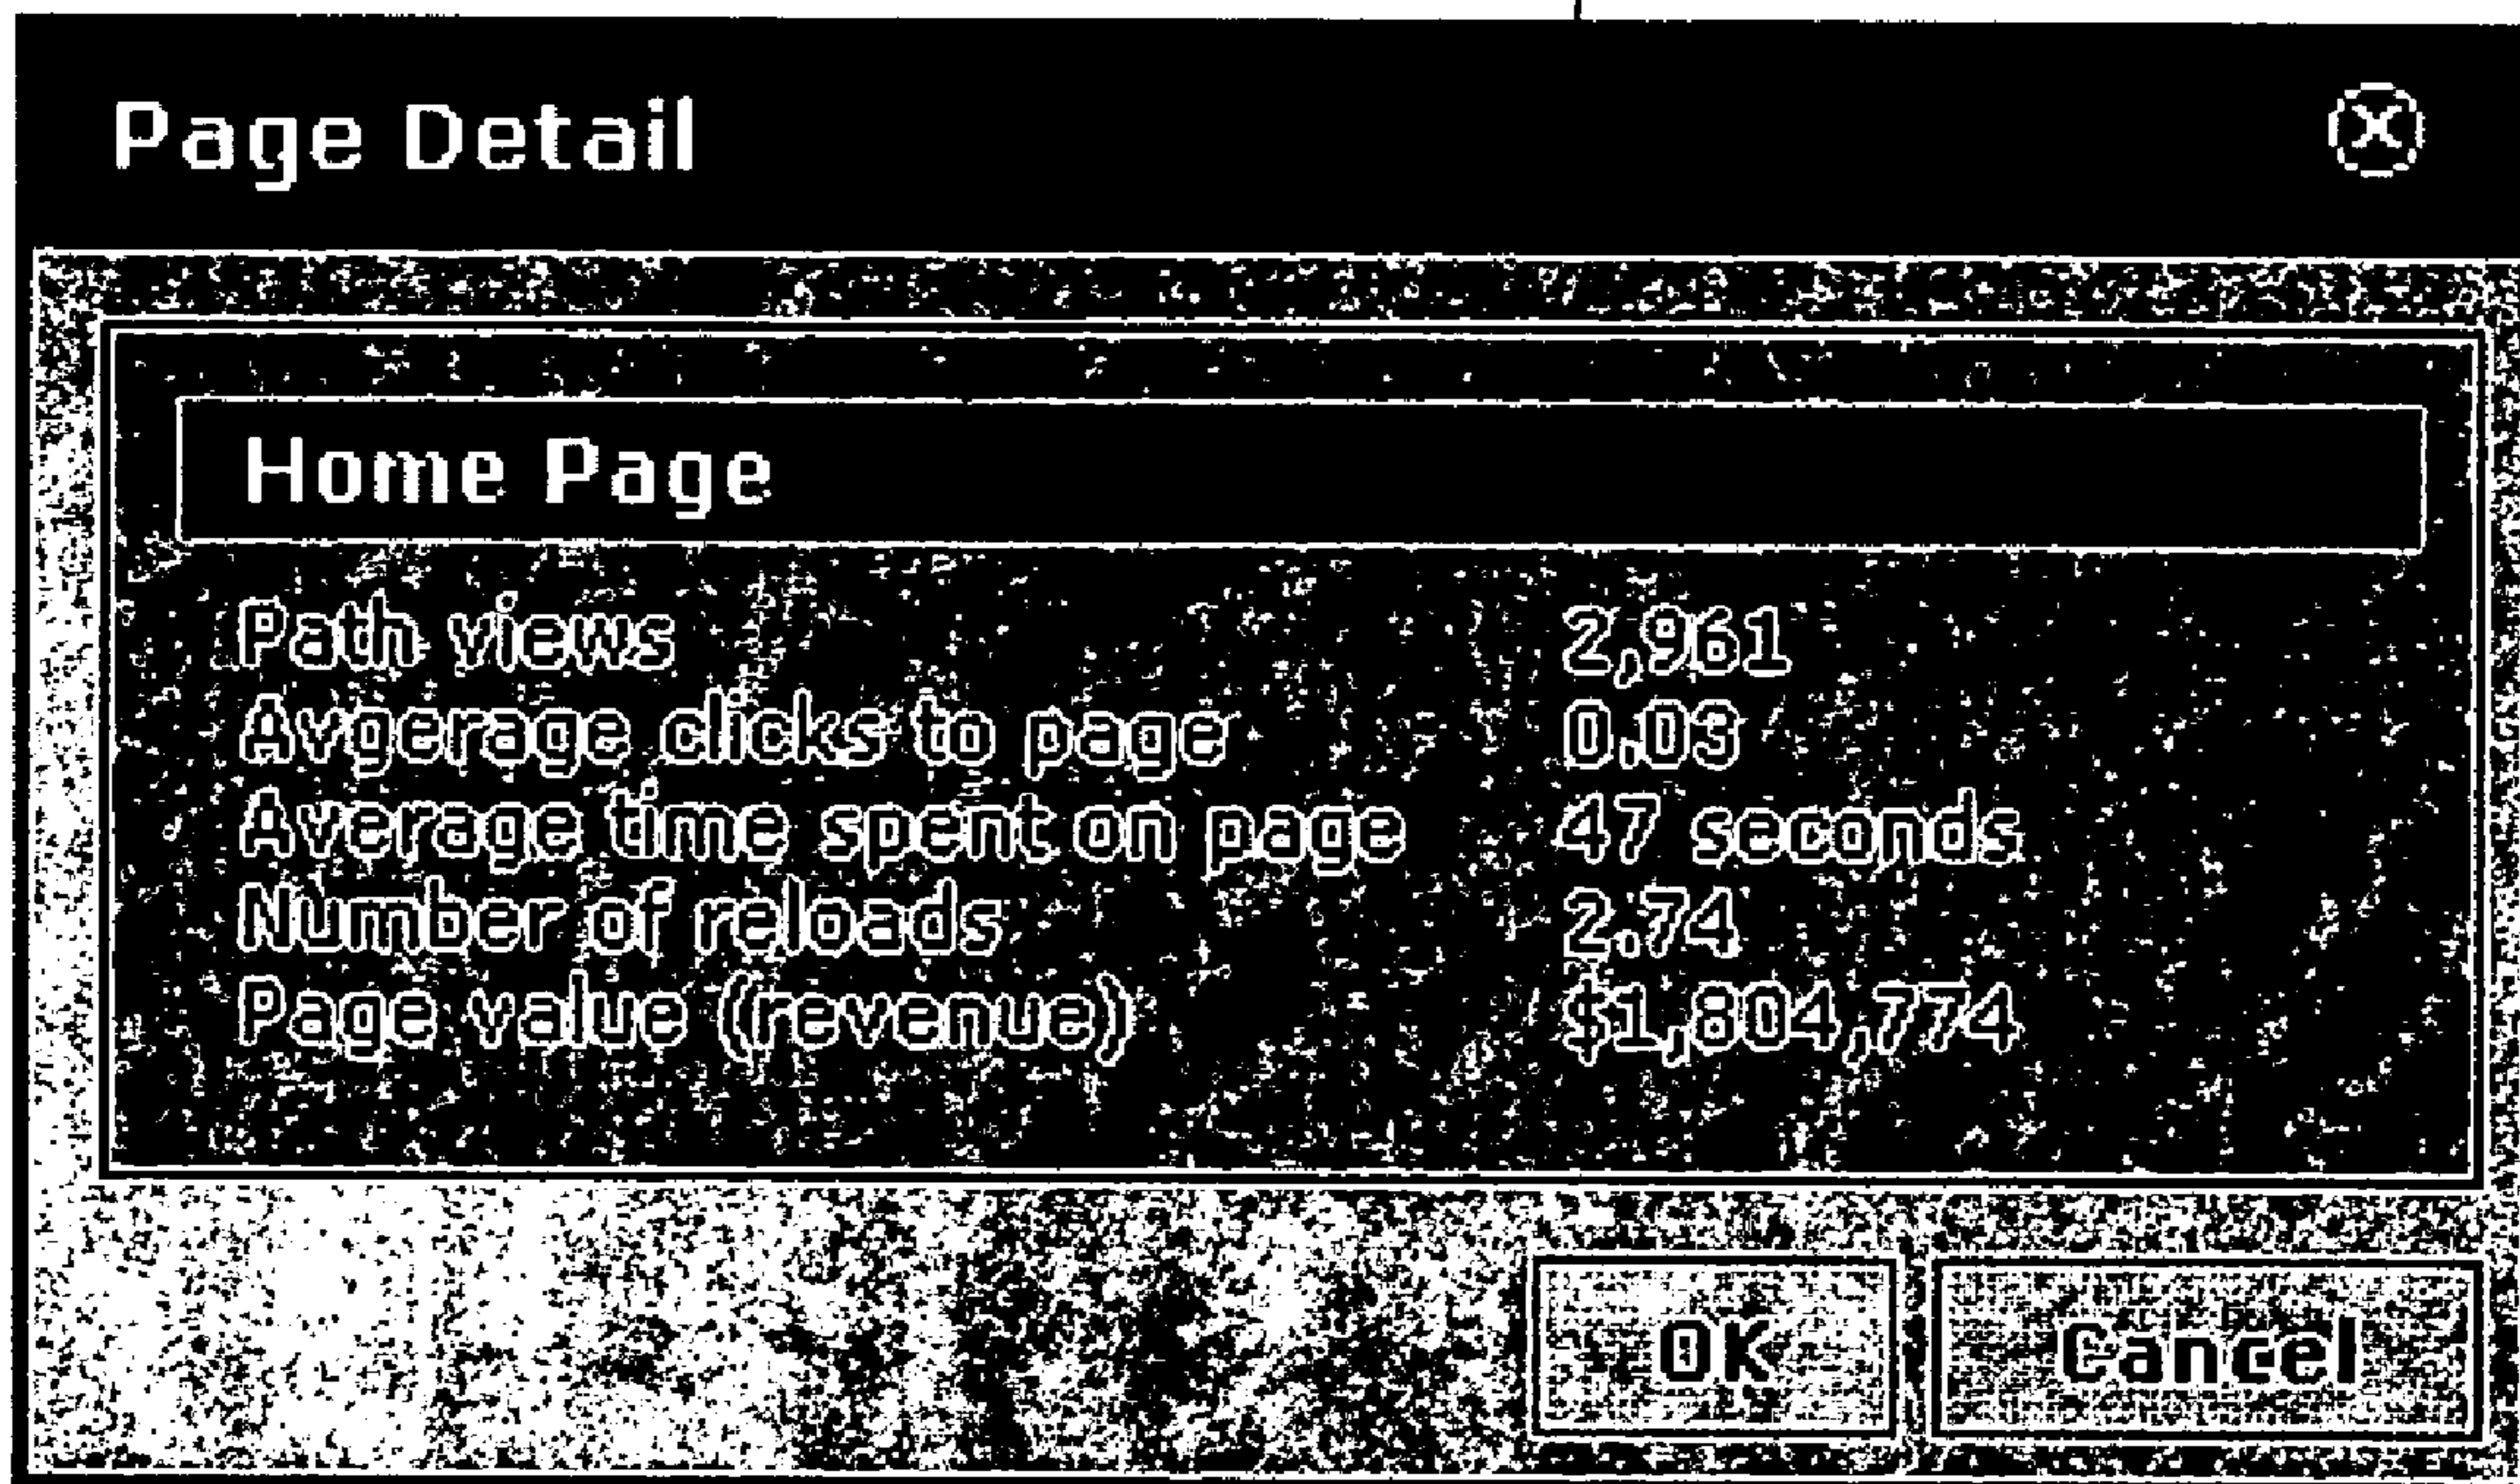 Page Detail
Home Page
Path views 2,961
Avgerage clicks to page 0.03
Average time spent on page 47 seconds
Number of reloads 2.74
Page value (revenue) $1,804,774
OK Cancel